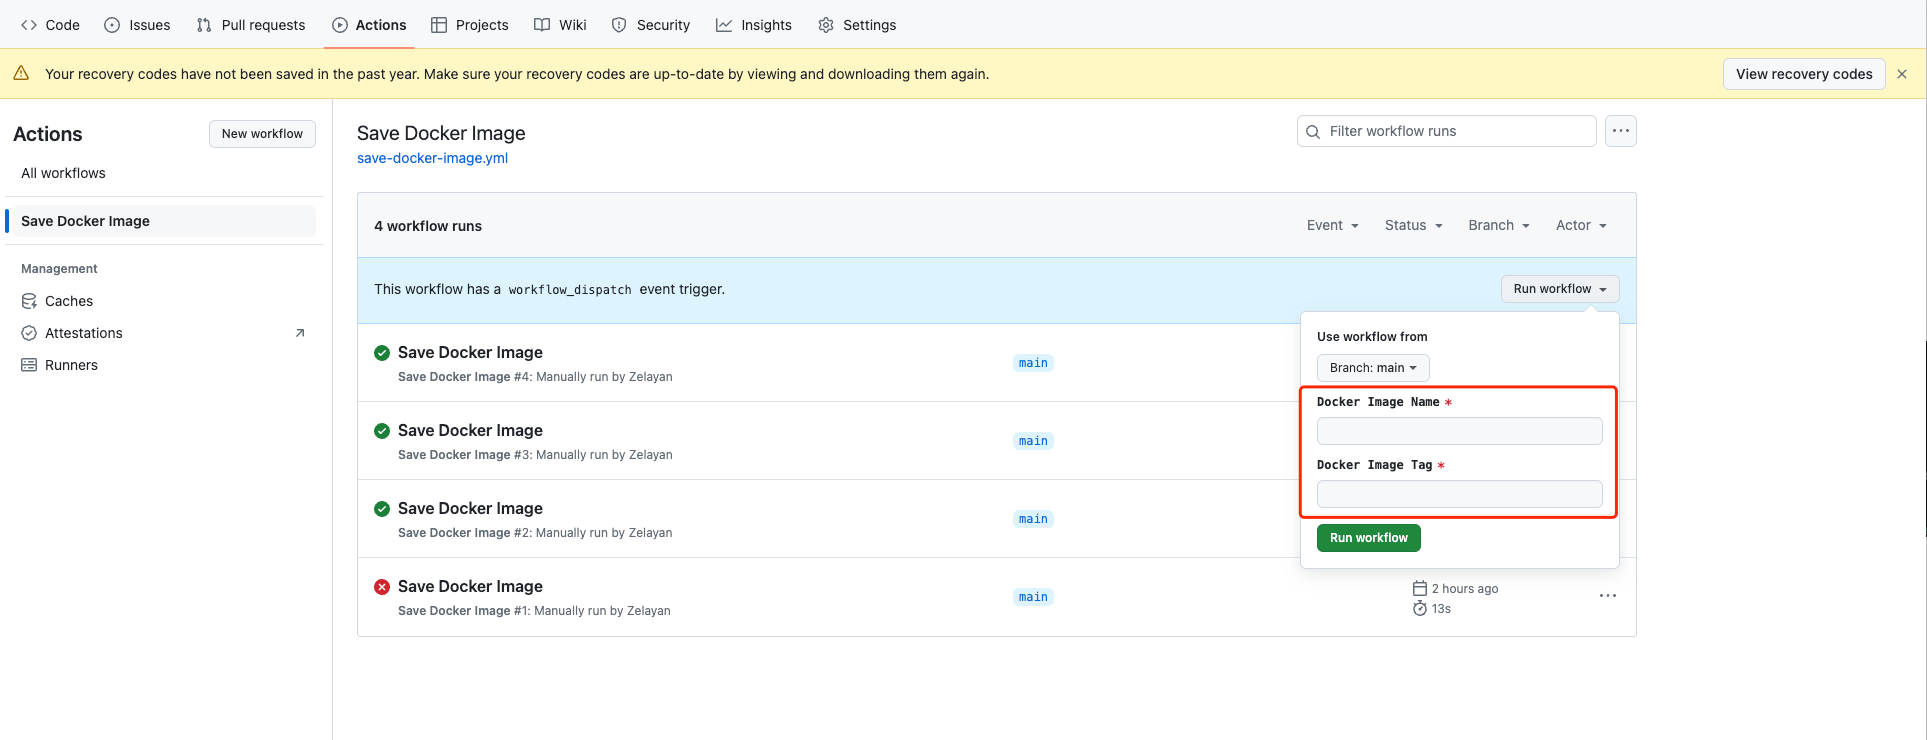 Code Issues Pull requests Actions Projects Wiki Security Insights Settings
Your recovery codes have not been saved in the past year. Make sure your recovery codes are up-to-date by viewing and downloading them again.
View recovery codes
Actions
New workflow
All workflows
Save Docker Image
Management
Caches
Attestations
Runners
Save Docker Image
save-docker-image.yml
Filter workflow runs
4 workflow runs
Event Status Branch Actor
This workflow has a workflow_dispatch event trigger.
Run workflow
Use workflow from
Branch: main
Docker Image Name *
Docker Image Tag *
Run workflow
Save Docker Image
Save Docker Image #4: Manually run by Zelayan
main
Save Docker Image
Save Docker Image #3: Manually run by Zelayan
main
Save Docker Image
Save Docker Image #2: Manually run by Zelayan
main
Save Docker Image
Save Docker Image #1: Manually run by Zelayan
main
2 hours ago
13s